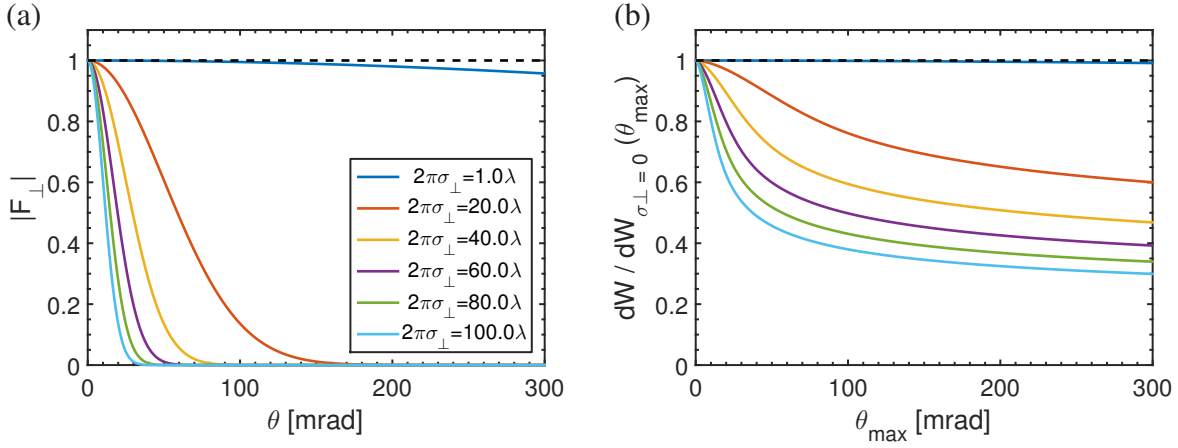 (a)
|F⊥|
1
0.8
0.6
0.4
0.2
0
0 100 200 300
θ [mrad]
2πσ⊥=1.0λ
2πσ⊥=20.0λ
2πσ⊥=40.0λ
2πσ⊥=60.0λ
2πσ⊥=80.0λ
2πσ⊥=100.0λ
(b)
dW / dW σ⊥ = 0 (θmax)
1
0.8
0.6
0.4
0.2
0
0 100 200 300
θmax [mrad]